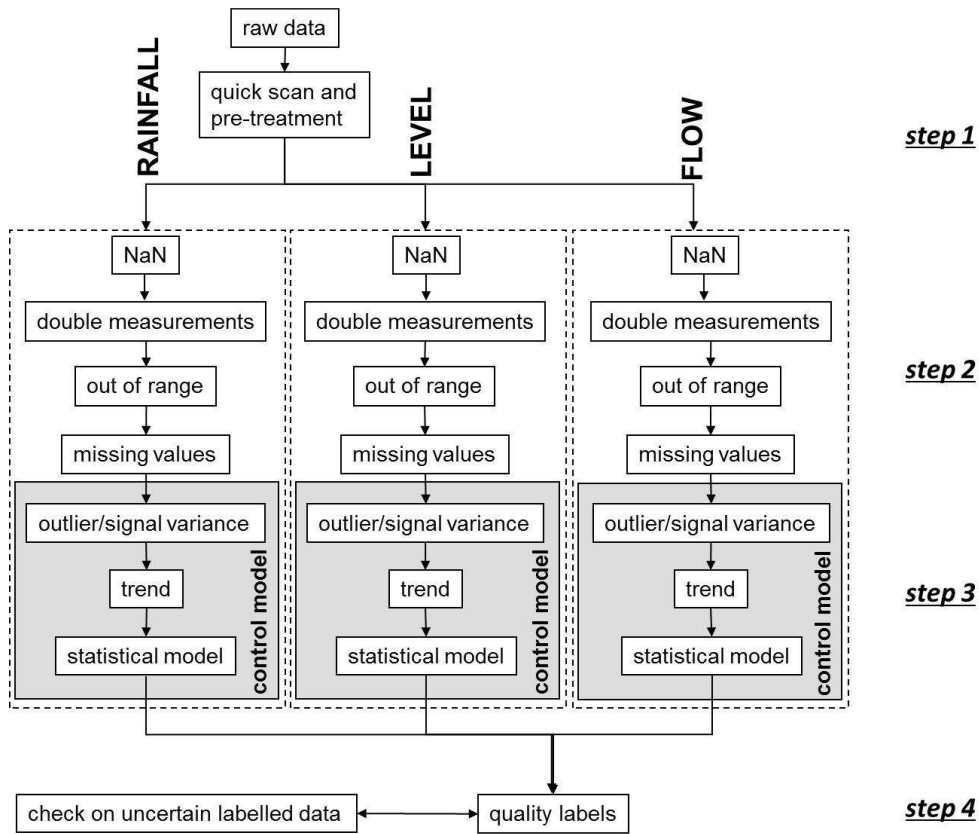 raw data
quick scan and
pre-treatment
RAINFALL
LEVEL
FLOW
step 1
NaN
NaN
NaN
double measurements
double measurements
double measurements
out of range
out of range
out of range
step 2
missing values
missing values
missing values
outlier/signal variance
outlier/signal variance
outlier/signal variance
trend
trend
trend
control model
control model
control model
step 3
statistical model
statistical model
statistical model
check on uncertain labelled data
quality labels
step 4